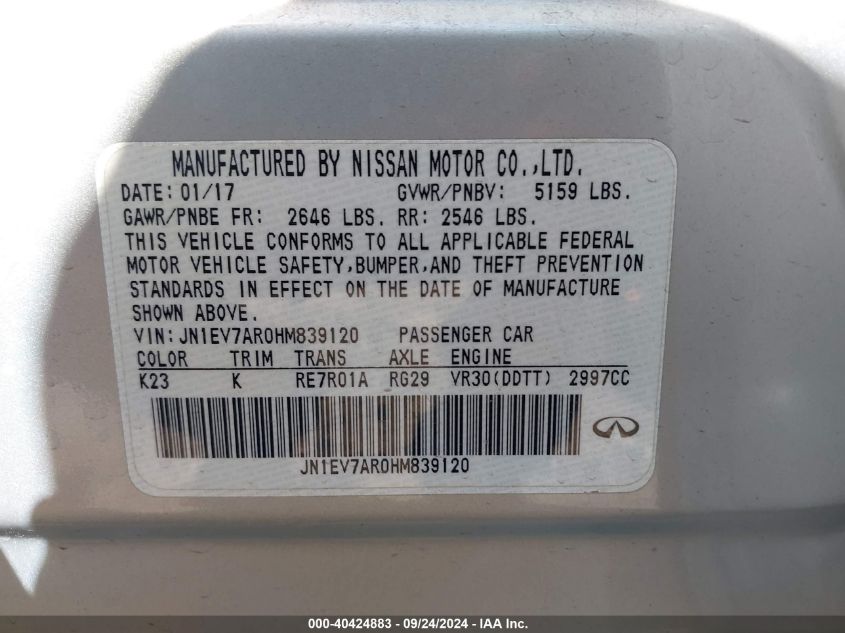 MANUFACTURED BY NISSAN MOTOR CO.,LTD.
DATE: 01/17 GVWR/PNBV: 5159 LBS.
GAWR/PNBE FR: 2646 LBS. RR: 2546 LBS.
THIS VEHICLE CONFORMS TO ALL APPLICABLE FEDERAL
MOTOR VEHICLE SAFETY,BUMPER,AND THEFT PREVENTION
STANDARDS IN EFFECT ON THE DATE OF MANUFACTURE
SHOWN ABOVE.
VIN:JN1EV7AR0HM839120 PASSENGER CAR
COLOR TRIM TRANS AXLE ENGINE
K23 K RE7R01A RG29 VR30(DDTT) 2997CC
JN1EV7AR0HM839120
000-40424883 - 09/24/2024 - IAA Inc.